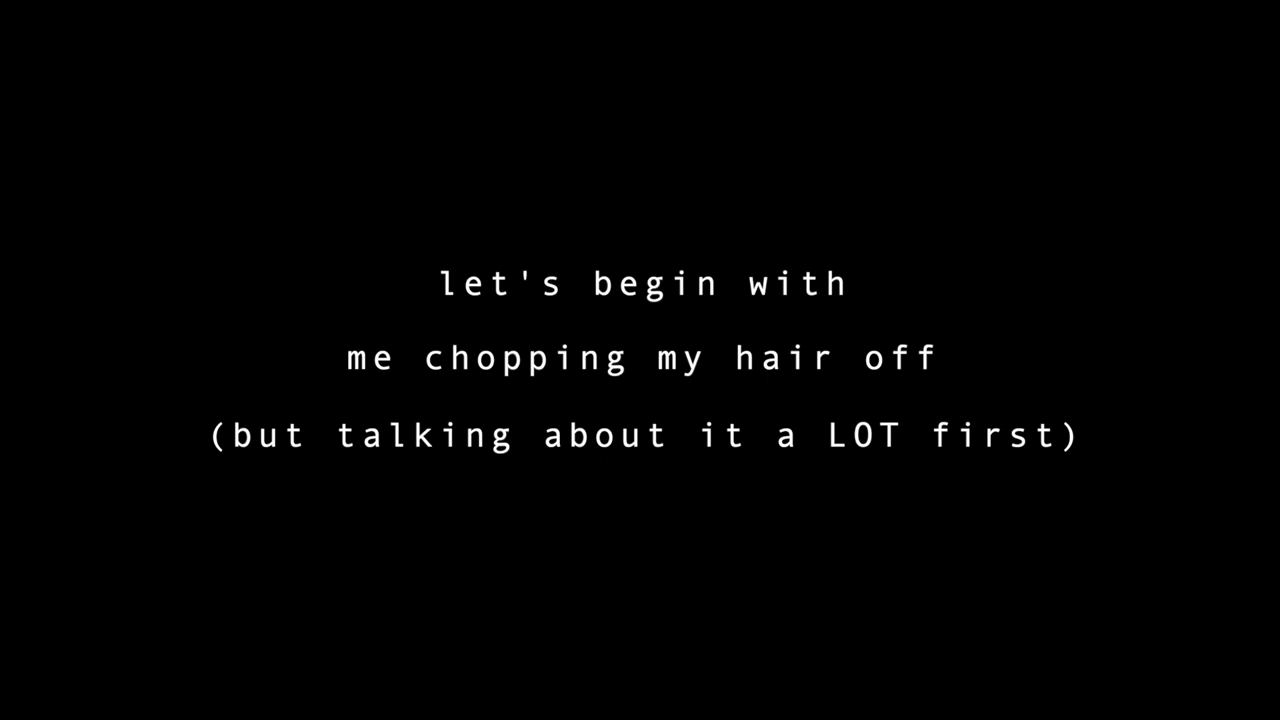 let's begin with
me chopping my hair off
(but talking about it a LOT first)